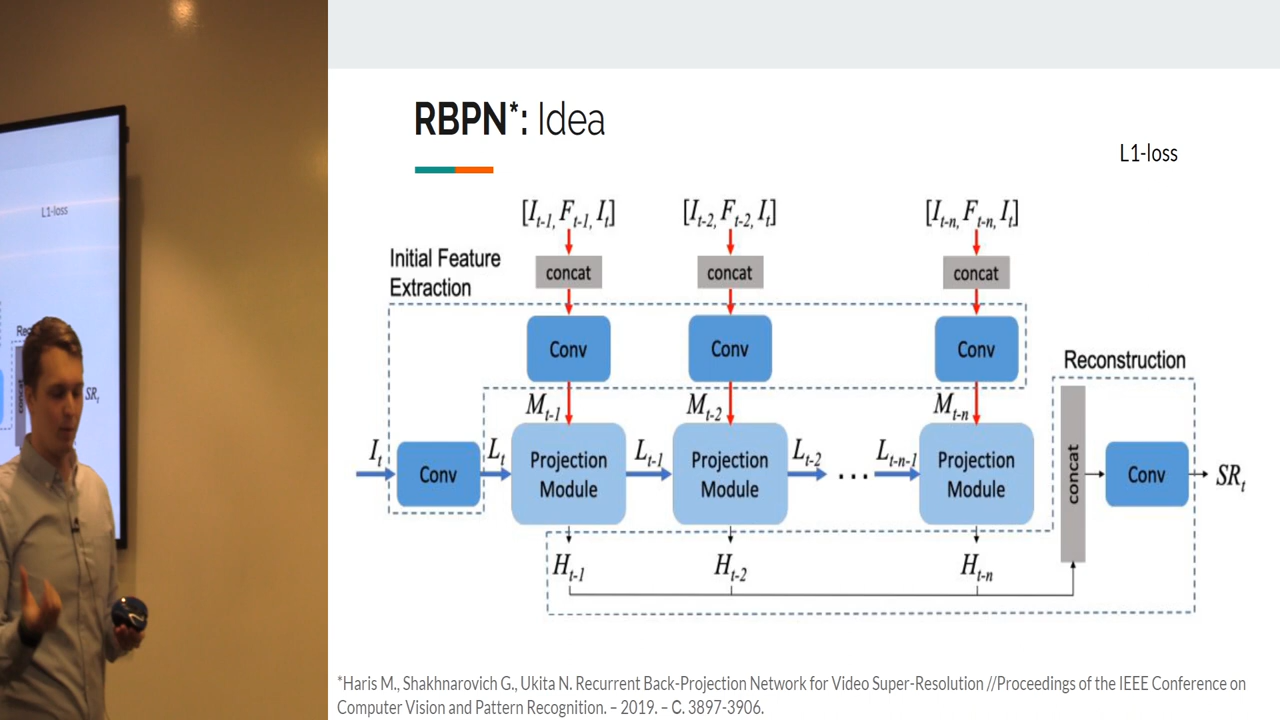 RBPN*: Idea
L1-loss
[It-1, Ft-1, It] [It-2, Ft-2, It] [It-n, Ft-n, It]
Initial Feature
Extraction
concat concat concat
Conv Conv Conv
Reconstruction
Mt-1 Mt-2 Mt-n
It Conv Lt Projection Module Lt-1 Projection Module Lt-2 ... Lt-n-1 Projection Module concat Conv SRt
Ht-1 Ht-2 Ht-n
*Haris M., Shakhnarovich G., Ukita N. Recurrent Back-Projection Network for Video Super-Resolution //Proceedings of the IEEE Conference on
Computer Vision and Pattern Recognition. – 2019. – С. 3897-3906.
L1-loss
concat
SRt